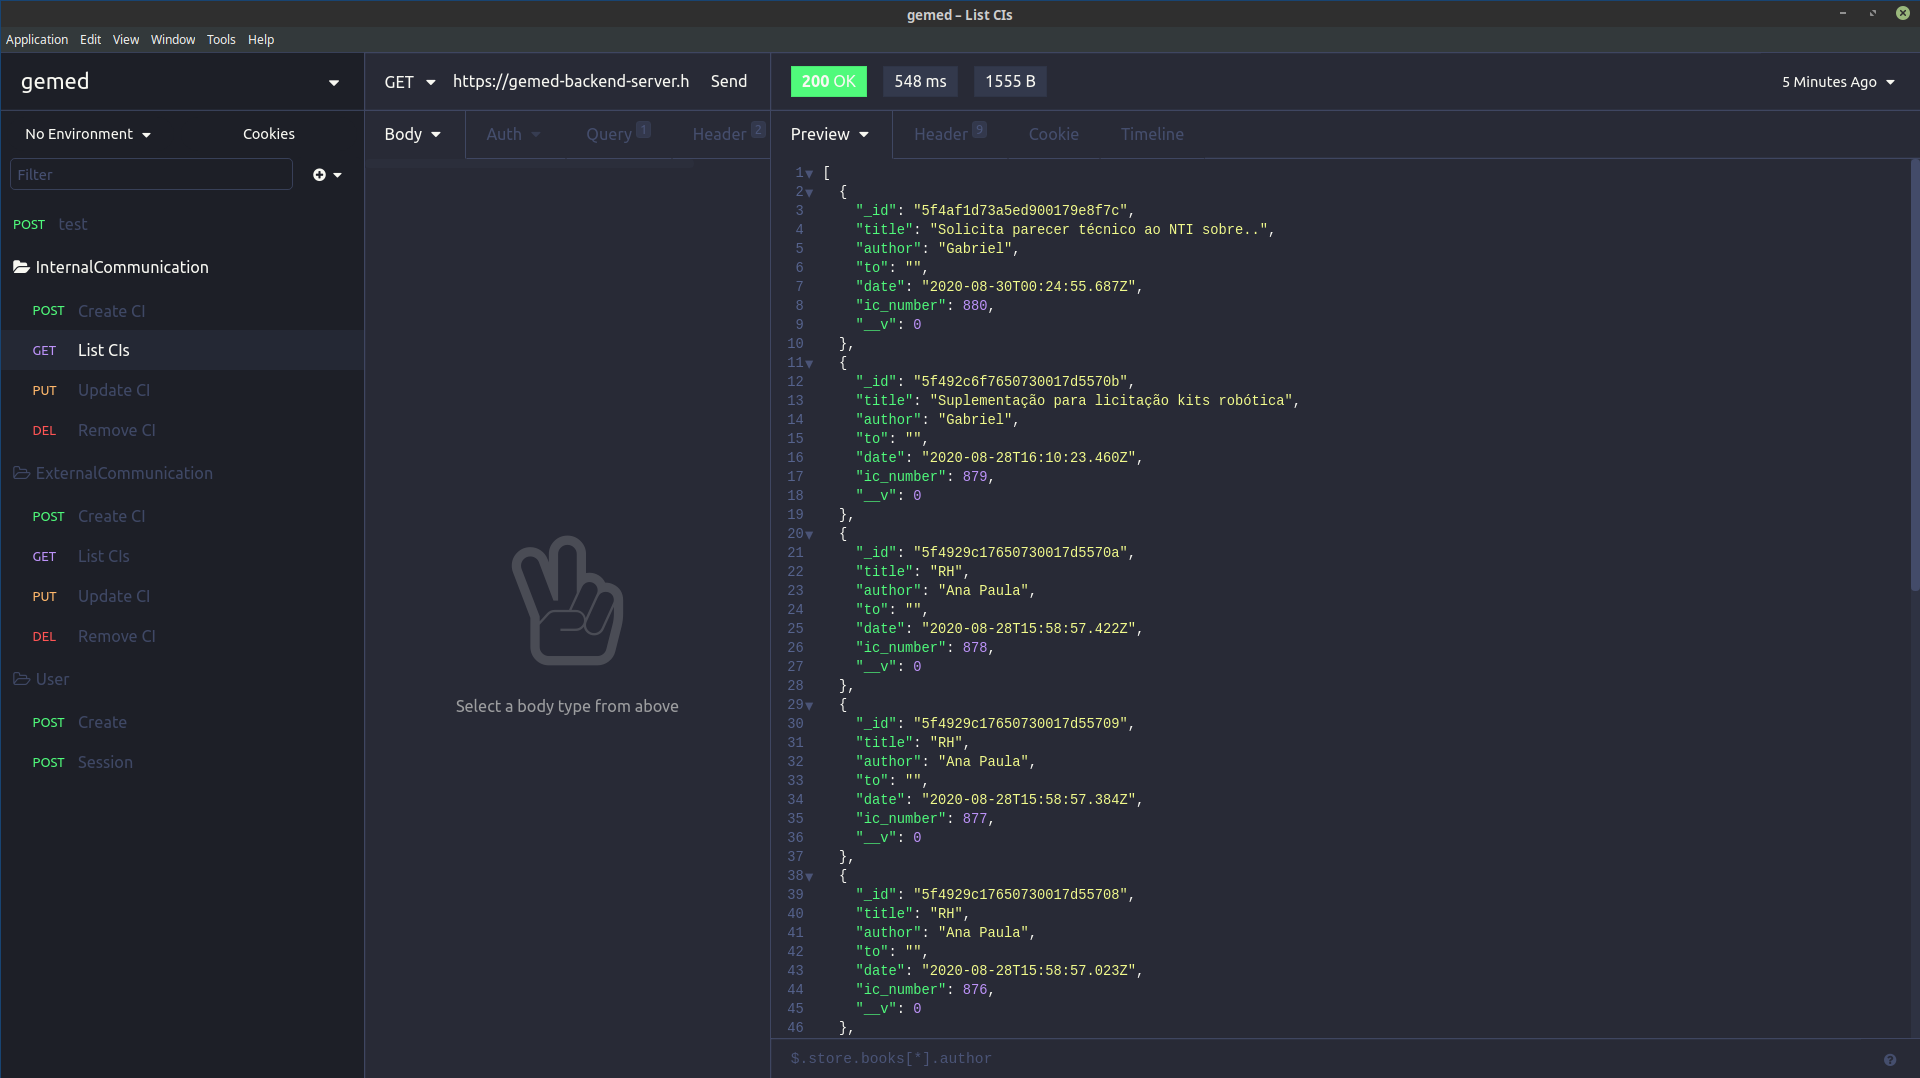 gemed – List CIs
Application Edit View Window Tools Help
gemed
No Environment Cookies
Filter
POST test
InternalCommunication
POST Create CI
GET List CIs
PUT Update CI
DEL Remove CI
ExternalCommunication
POST Create CI
GET List CIs
PUT Update CI
DEL Remove CI
User
POST Create
POST Session
GET https://gemed-backend-server.h Send
Body Auth Query 1 Header 2
Select a body type from above
200 OK 548 ms 1555 B 5 Minutes Ago
Preview Header 9 Cookie Timeline
1 [
2 {
3 "_id": "5f4af1d73a5ed900179e8f7c",
4 "title": "Solicita parecer técnico ao NTI sobre..",
5 "author": "Gabriel",
6 "to": "",
7 "date": "2020-08-30T00:24:55.687Z",
8 "ic_number": 880,
9 "__v": 0
10 },
11 {
12 "_id": "5f492c6f7650730017d5570b",
13 "title": "Suplementação para licitação kits robótica",
14 "author": "Gabriel",
15 "to": "",
16 "date": "2020-08-28T16:10:23.460Z",
17 "ic_number": 879,
18 "__v": 0
19 },
20 {
21 "_id": "5f4929c17650730017d5570a",
22 "title": "RH",
23 "author": "Ana Paula",
24 "to": "",
25 "date": "2020-08-28T15:58:57.422Z",
26 "ic_number": 878,
27 "__v": 0
28 },
29 {
30 "_id": "5f4929c17650730017d55709",
31 "title": "RH",
32 "author": "Ana Paula",
33 "to": "",
34 "date": "2020-08-28T15:58:57.384Z",
35 "ic_number": 877,
36 "__v": 0
37 },
38 {
39 "_id": "5f4929c17650730017d55708",
40 "title": "RH",
41 "author": "Ana Paula",
42 "to": "",
43 "date": "2020-08-28T15:58:57.023Z",
44 "ic_number": 876,
45 "__v": 0
46 },
$.store.books[*].author